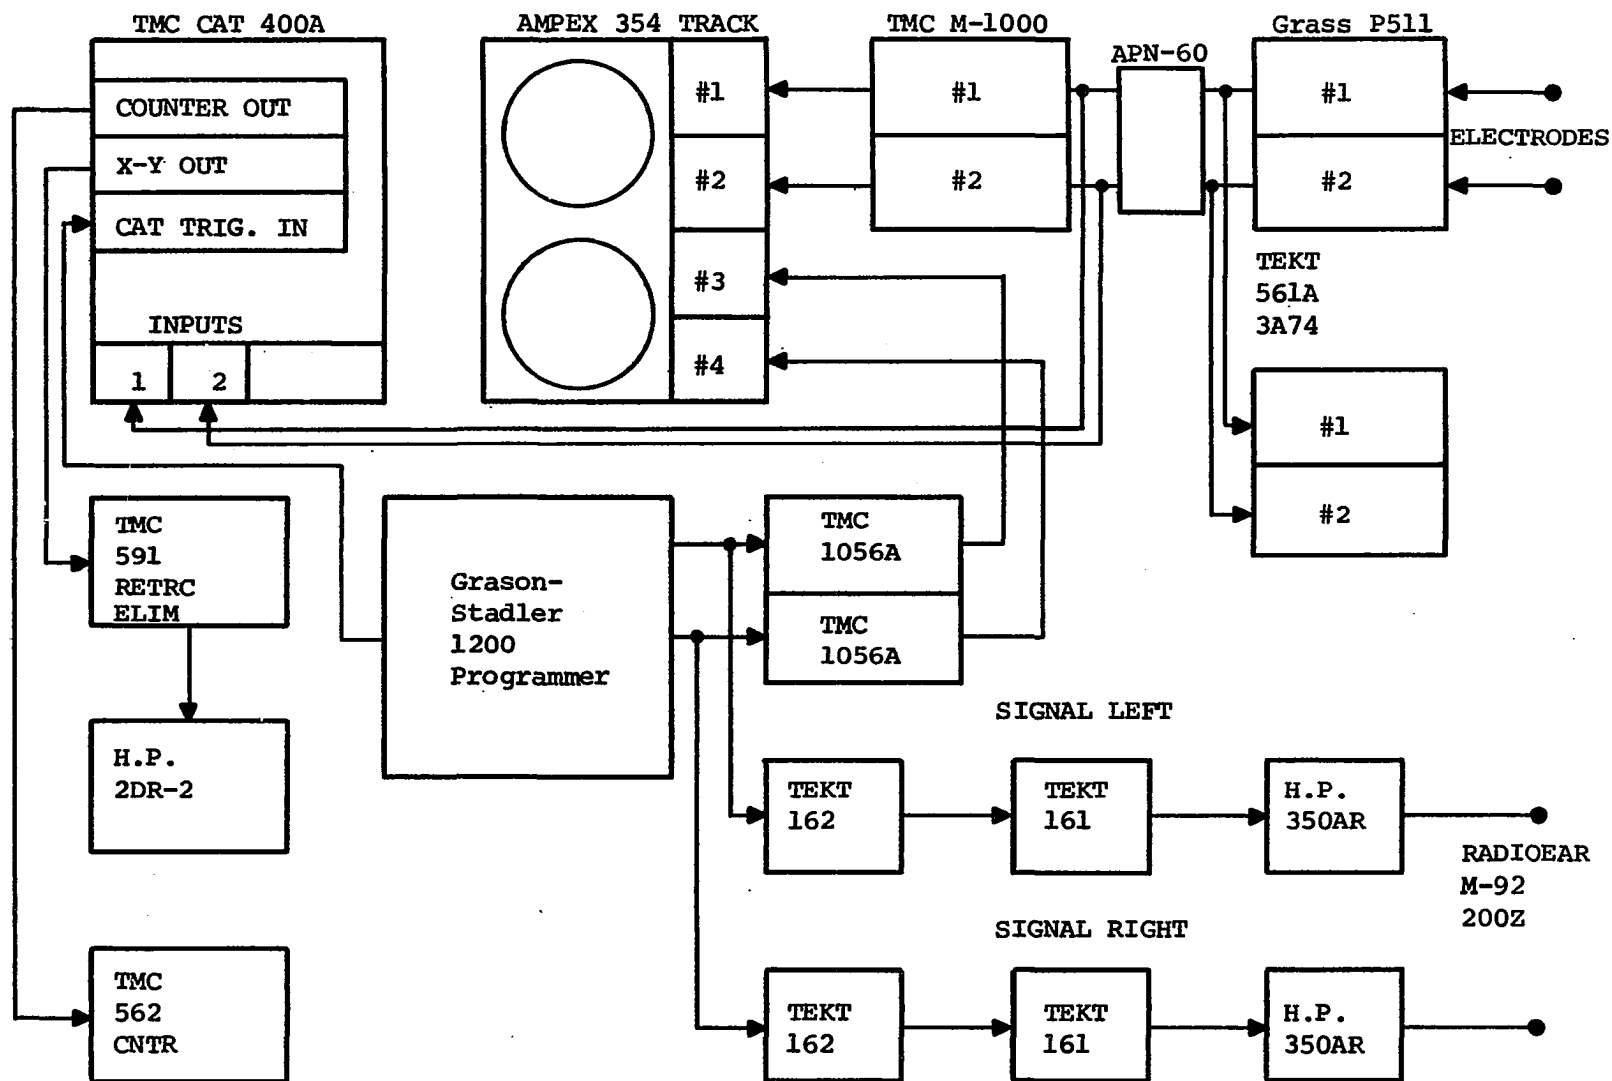 TMC CAT 400A
COUNTER OUT
X-Y OUT
CAT TRIG. IN
INPUTS
1
2
AMPEX 354 TRACK
#1
#2
#3
#4
TMC M-1000
#1
#2
APN-60
Grass P511
#1
#2
ELECTRODES
TEKT
561A
3A74
#1
#2
TMC
591
RETRC
ELIM
H.P.
2DR-2
TMC
562
CNTR
Grason-
Stadler
1200
Programmer
TMC
1056A
TMC
1056A
SIGNAL LEFT
TEKT
162
TEKT
161
H.P.
350AR
RADIOEAR
M-92
200Z
SIGNAL RIGHT
TEKT
162
TEKT
161
H.P.
350AR